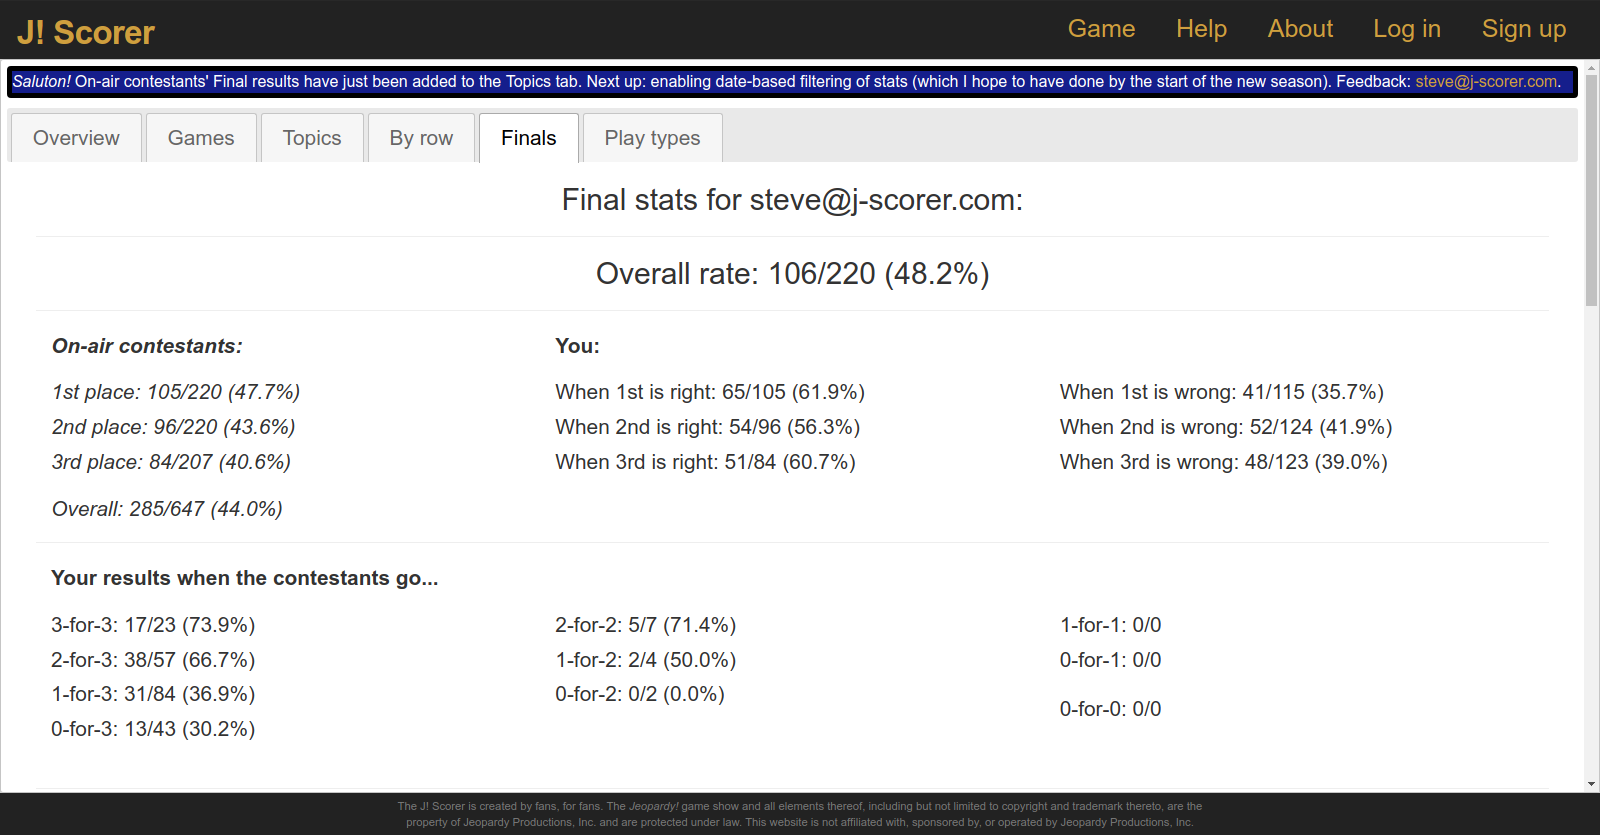 J! Scorer
Game Help About Log in Sign up
Saluton! On-air contestants' Final results have just been added to the Topics tab. Next up: enabling date-based filtering of stats (which I hope to have done by the start of the new season). Feedback: steve@j-scorer.com.
Overview Games Topics By row Finals Play types
Final stats for steve@j-scorer.com:
Overall rate: 106/220 (48.2%)
On-air contestants:
1st place: 105/220 (47.7%)
2nd place: 96/220 (43.6%)
3rd place: 84/207 (40.6%)
Overall: 285/647 (44.0%)
You:
When 1st is right: 65/105 (61.9%)
When 2nd is right: 54/96 (56.3%)
When 3rd is right: 51/84 (60.7%)
When 1st is wrong: 41/115 (35.7%)
When 2nd is wrong: 52/124 (41.9%)
When 3rd is wrong: 48/123 (39.0%)
Your results when the contestants go...
3-for-3: 17/23 (73.9%)
2-for-3: 38/57 (66.7%)
1-for-3: 31/84 (36.9%)
0-for-3: 13/43 (30.2%)
2-for-2: 5/7 (71.4%)
1-for-2: 2/4 (50.0%)
0-for-2: 0/2 (0.0%)
1-for-1: 0/0
0-for-1: 0/0
0-for-0: 0/0
The J! Scorer is created by fans, for fans. The Jeopardy! game show and all elements thereof, including but not limited to copyright and trademark thereto, are the
property of Jeopardy Productions, Inc. and are protected under law. This website is not affiliated with, sponsored by, or operated by Jeopardy Productions, Inc.